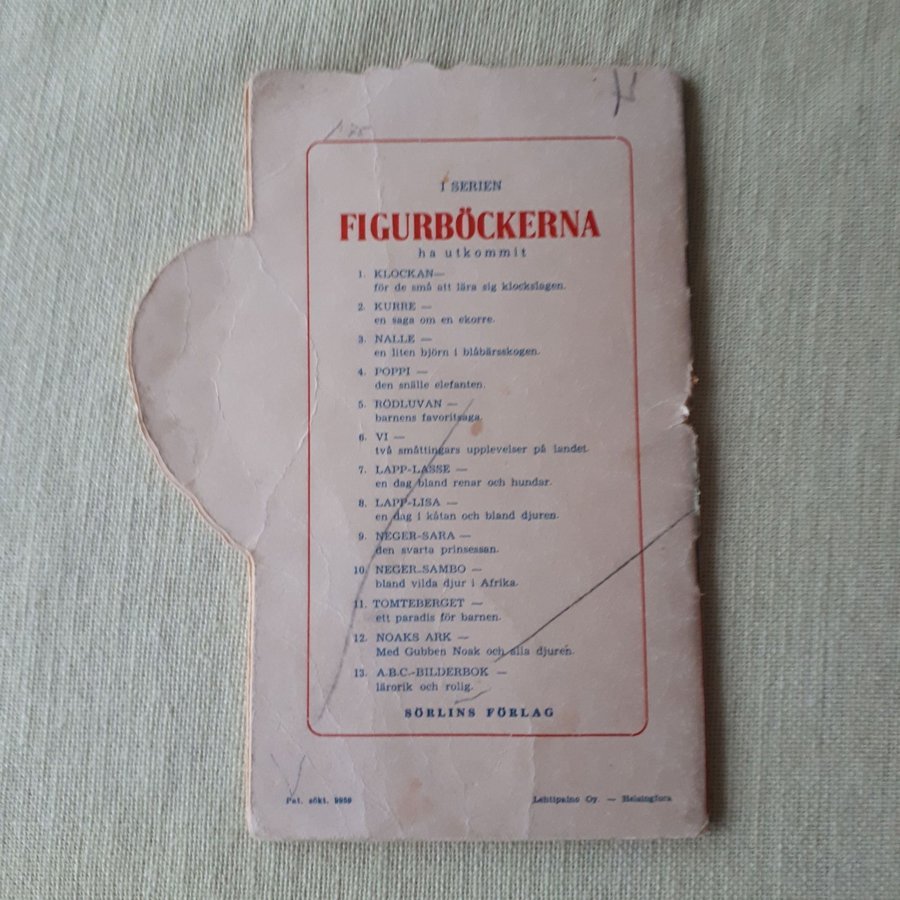 I SERIEN
FIGURBÖCKERNA
ha utkommit
1. KLOCKAN—
för de små att lära sig klockslagen.
2. KURRE —
en saga om en ekorre.
3. NALLE —
en liten björn i blåbärsskogen.
4. POPPI —
den snälle elefanten.
5. RÖDLUVAN —
barnens favoritsaga.
6. VI —
två småttingars upplevelser på landet.
7. LAPP-LASSE —
en dag bland renar och hundar.
8. LAPP-LISA —
en dag i kåtan och bland djuren.
9. NEGER-SARA —
den svarta prinsessan.
10. NEGER-SAMBO —
bland vilda djur i Afrika.
11. TOMTEBERGET —
ett paradis för barnen.
12. NOAKS ARK —
Med Gubben Noak och alla djuren.
13. A.B.C.-BILDERBOK —
lärorik och rolig.
SÖRLINS FÖRLAG
Pat. sökt. 9959 Lehtipaino Oy. — Helsingfors